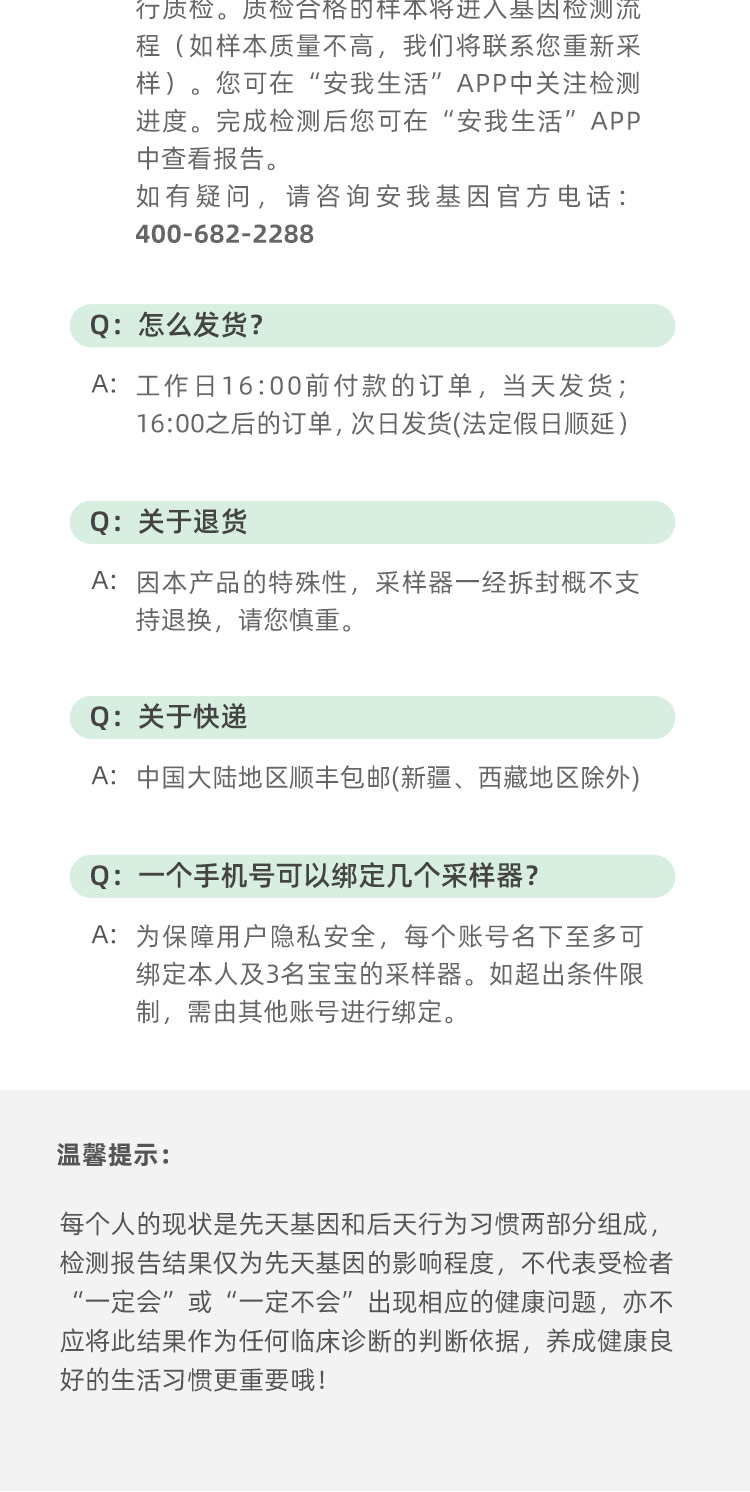 行质检。质检合格的样本将进入基因检测流
程（如样本质量不高，我们将联系您重新采
样）。您可在“安我生活”APP中关注检测
进度。完成检测后您可在“安我生活”APP
中查看报告。
如有疑问，请咨询安我基因官方电话：
400-682-2288
Q：怎么发货？
A：工作日16:00前付款的订单，当天发货；
16:00之后的订单，次日发货(法定假日顺延）
Q：关于退货
A：因本产品的特殊性，采样器一经拆封概不支
持退换，请您慎重。
Q：关于快递
A：中国大陆地区顺丰包邮(新疆、西藏地区除外)
Q：一个手机号可以绑定几个采样器？
A：为保障用户隐私安全，每个账号名下至多可
绑定本人及3名宝宝的采样器。如超出条件限
制，需由其他账号进行绑定。
温馨提示：
每个人的现状是先天基因和后天行为习惯两部分组成，
检测报告结果仅为先天基因的影响程度，不代表受检者
“一定会”或“一定不会”出现相应的健康问题，亦不
应将此结果作为任何临床诊断的判断依据，养成健康良
好的生活习惯更重要哦！